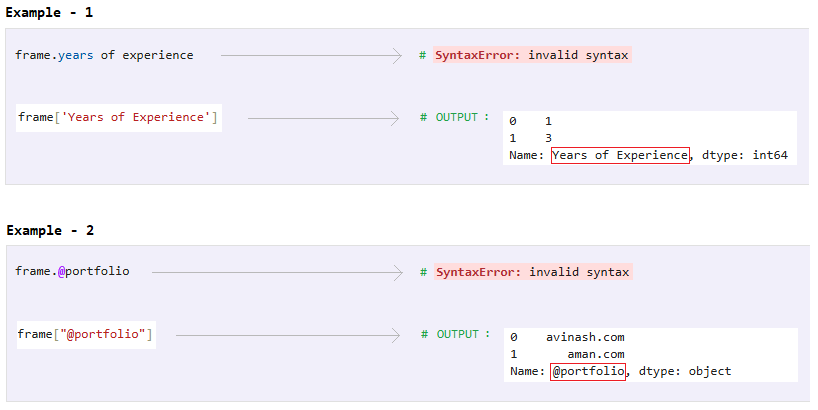 Example - 1
frame.years of experience # SyntaxError: invalid syntax
frame['Years of Experience'] # OUTPUT :
0 1
1 3
Name: Years of Experience, dtype: int64
Example - 2
frame.@portfolio # SyntaxError: invalid syntax
frame["@portfolio"] # OUTPUT :
0 avinash.com
1 aman.com
Name: @portfolio, dtype: object